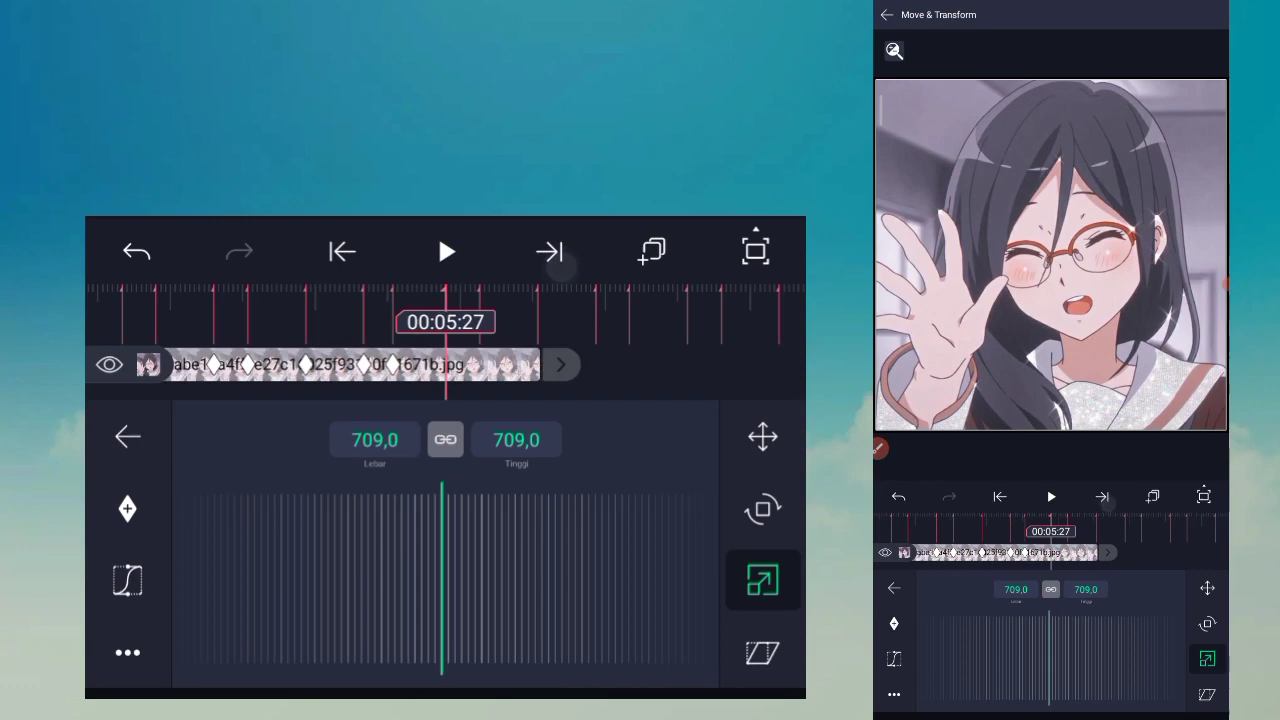 Move & Transform
00:05:27
709,0 709,0
Lebar Tinggi
00:05:27
709,0 709,0